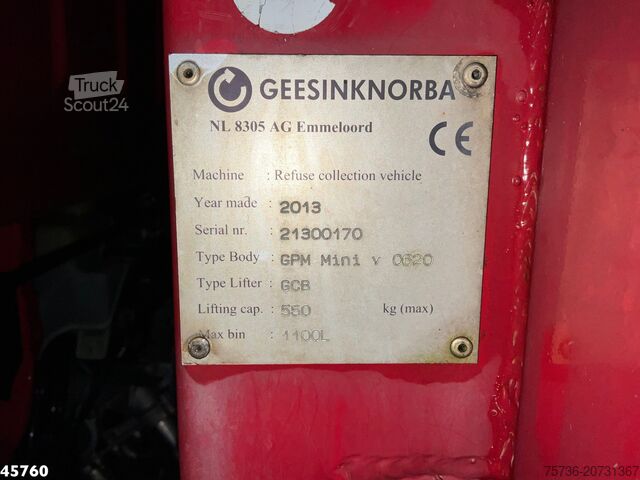 Truck
Scout24
GEESINKNORBA
NL 8305 AG Emmeloord
CE
Machine : Refuse collection vehicle
Year made : 2013
Serial nr. : 21300170
Type Body : GPM Mini v 0620
Type Lifter : GCB
Lifting cap. : 550 kg (max)
Max bin : 1100L
45760
75736-20731367